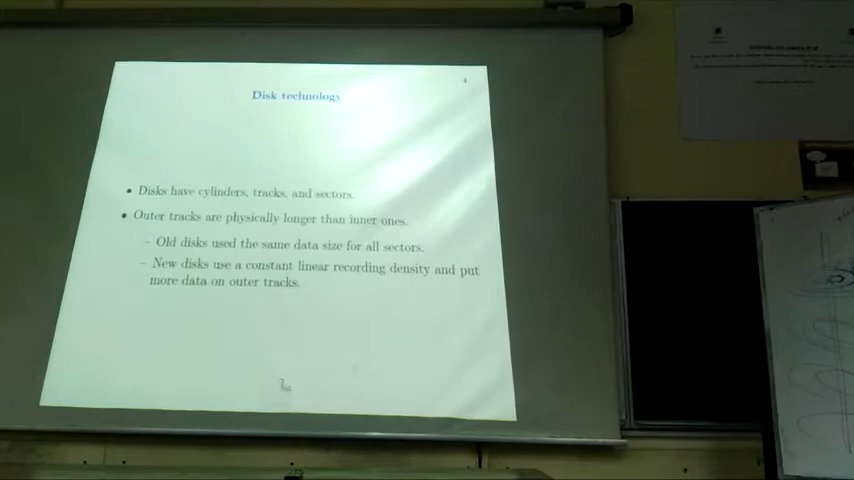 4
Disk technology
• Disks have cylinders, tracks, and sectors.
• Outer tracks are physically longer than inner ones.
– Old disks used the same data size for all sectors.
– New disks use a constant linear recording density and put
more data on outer tracks.